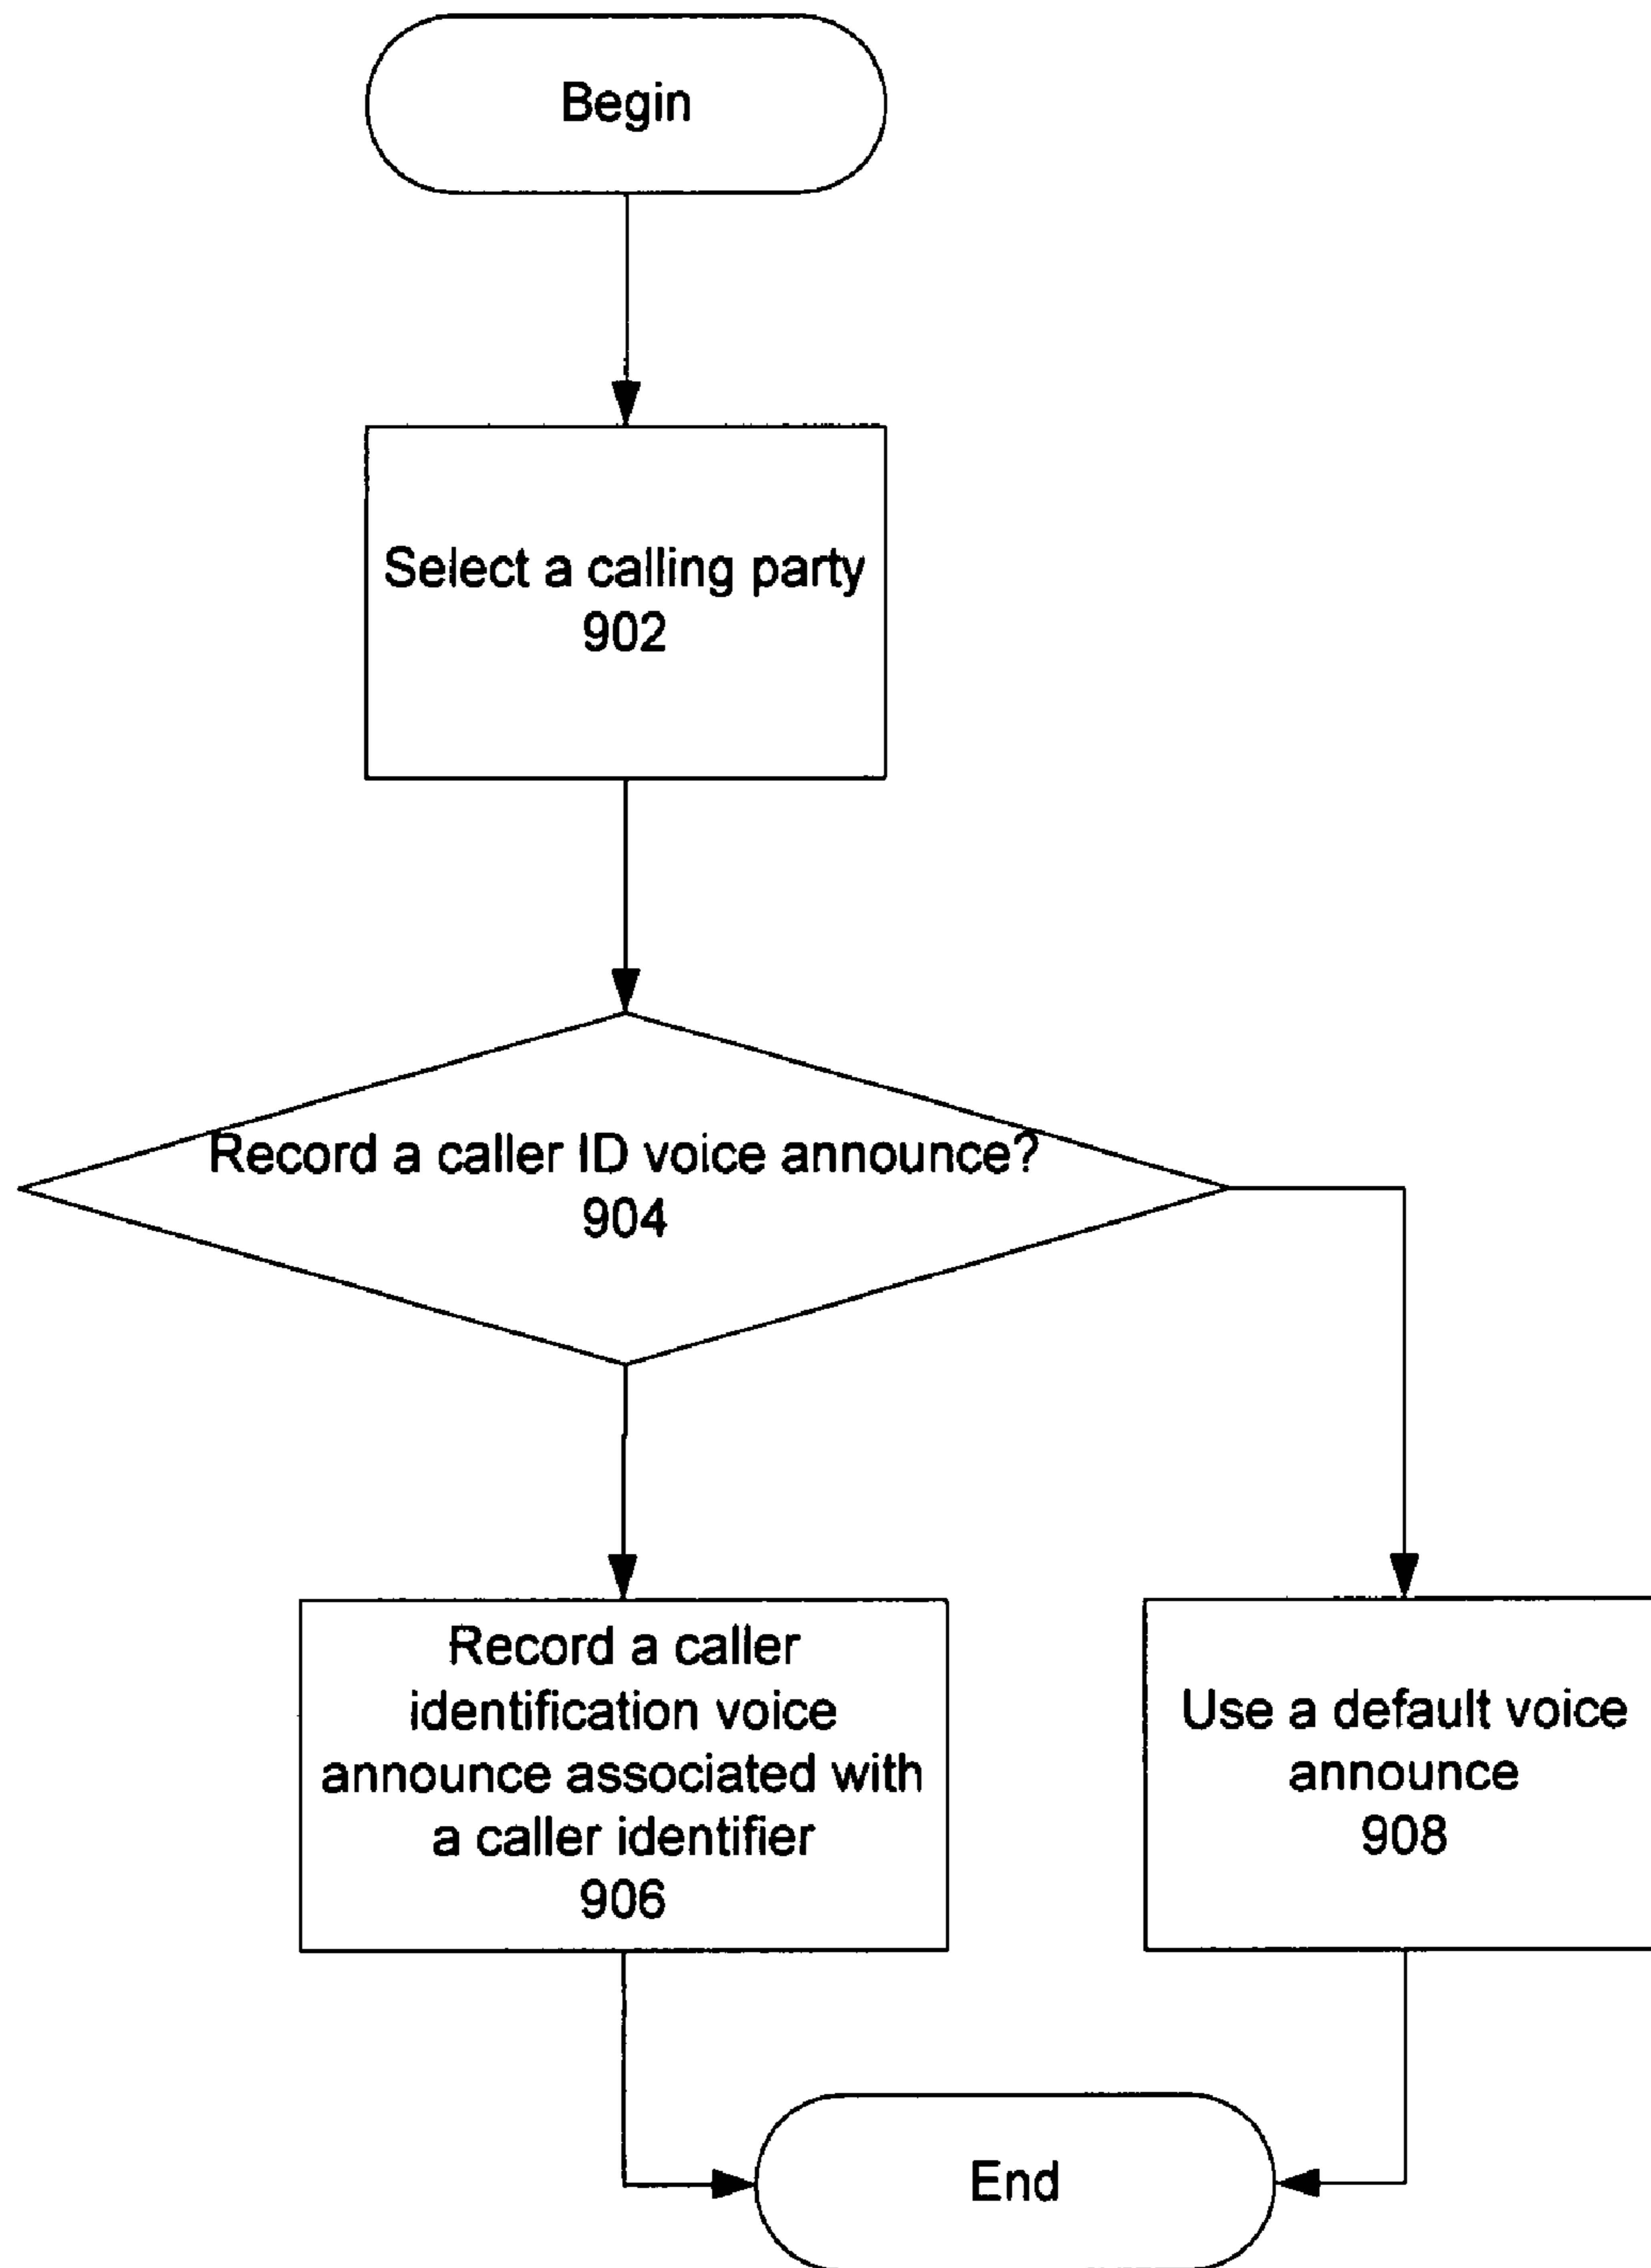 Begin
Select a calling party
902
Record a caller ID voice announce?
904
Record a caller
identification voice
announce associated with
a caller identifier
906
Use a default voice
announce
908
End